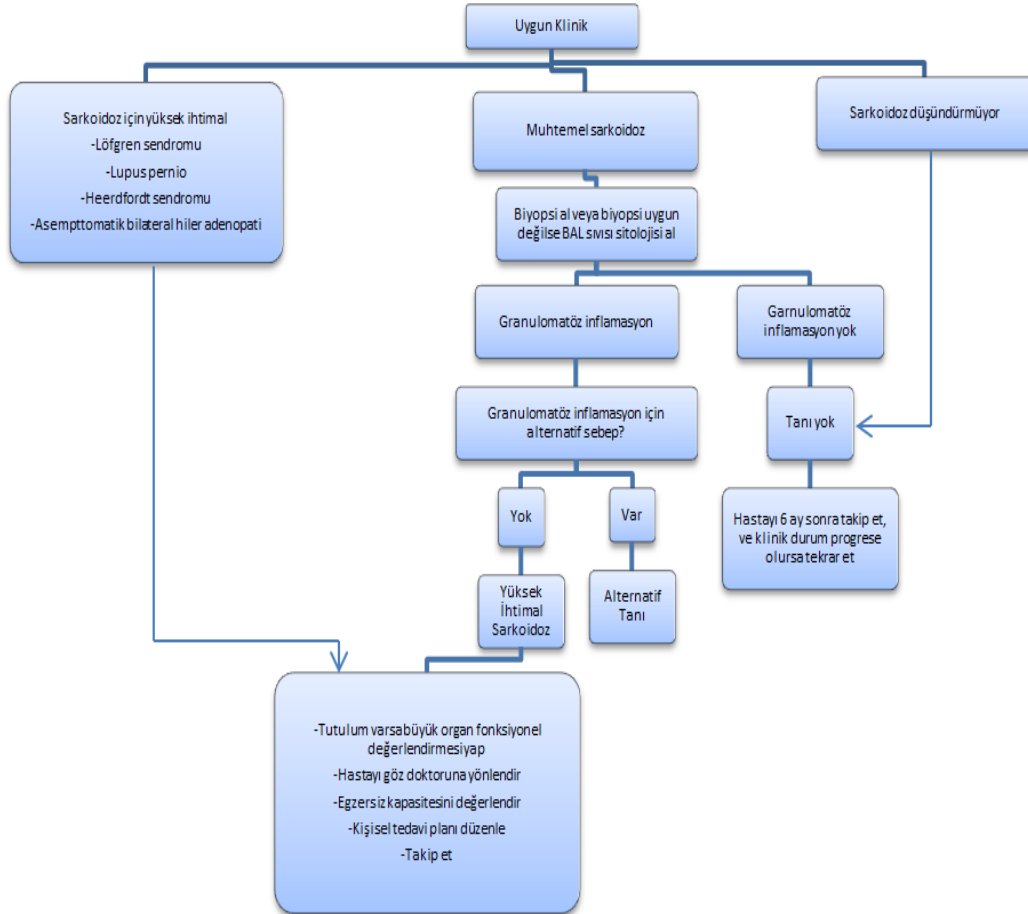 Uygun Klinik
Sarkoidoz için yüksek ihtimal
-Löfgren sendromu
-Lupus pernio
-Heerdfordt sendromu
-Asempttomatik bilateral hiler adenopati
Muhtemel sarkoidoz
Sarkoidoz düşündürmüyor
Biyopsi al veya biyopsi uygun
değilse BAL sıvısı sitolojisi al
Granulomatöz inflamasyon
Garnulomatöz
inflamasyon yok
Granulomatöz inflamasyon için
alternatif sebep?
Tanı yok
Yok
Var
Hastayı 6 ay sonra takip et,
ve klinik durum progrese
olursa tekrar et
Yüksek
İhtimal
Sarkoidoz
Alternatif
Tanı
-Tutulum varsa büyük organ fonksiyonel
değerlendirmesi yap
-Hastayı göz doktoruna yönlendir
-Egzersiz kapasitesini değerlendir
-Kişisel tedavi planı düzenle
-Takip et